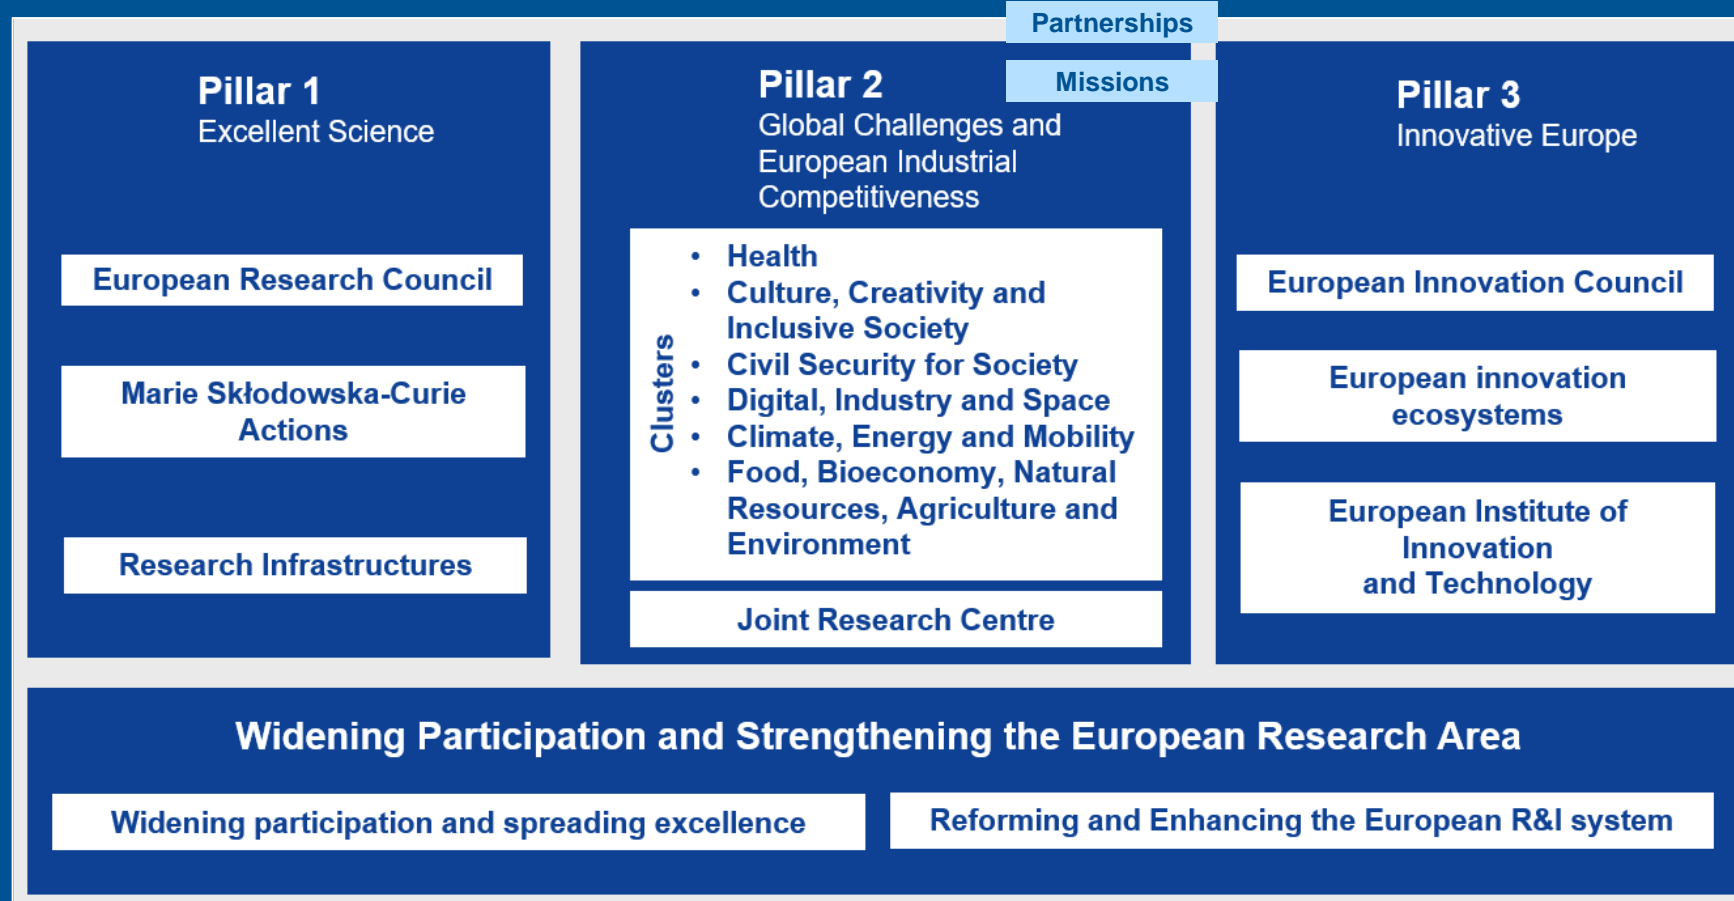 Partnerships
Missions
Pillar 1
Excellent Science
European Research Council
Marie Skłodowska-Curie
Actions
Research Infrastructures
Pillar 2
Global Challenges and
European Industrial
Competitiveness
Clusters
• Health
• Culture, Creativity and
Inclusive Society
• Civil Security for Society
• Digital, Industry and Space
• Climate, Energy and Mobility
• Food, Bioeconomy, Natural
Resources, Agriculture and
Environment
Joint Research Centre
Pillar 3
Innovative Europe
European Innovation Council
European innovation
ecosystems
European Institute of
Innovation
and Technology
Widening Participation and Strengthening the European Research Area
Widening participation and spreading excellence
Reforming and Enhancing the European R&I system